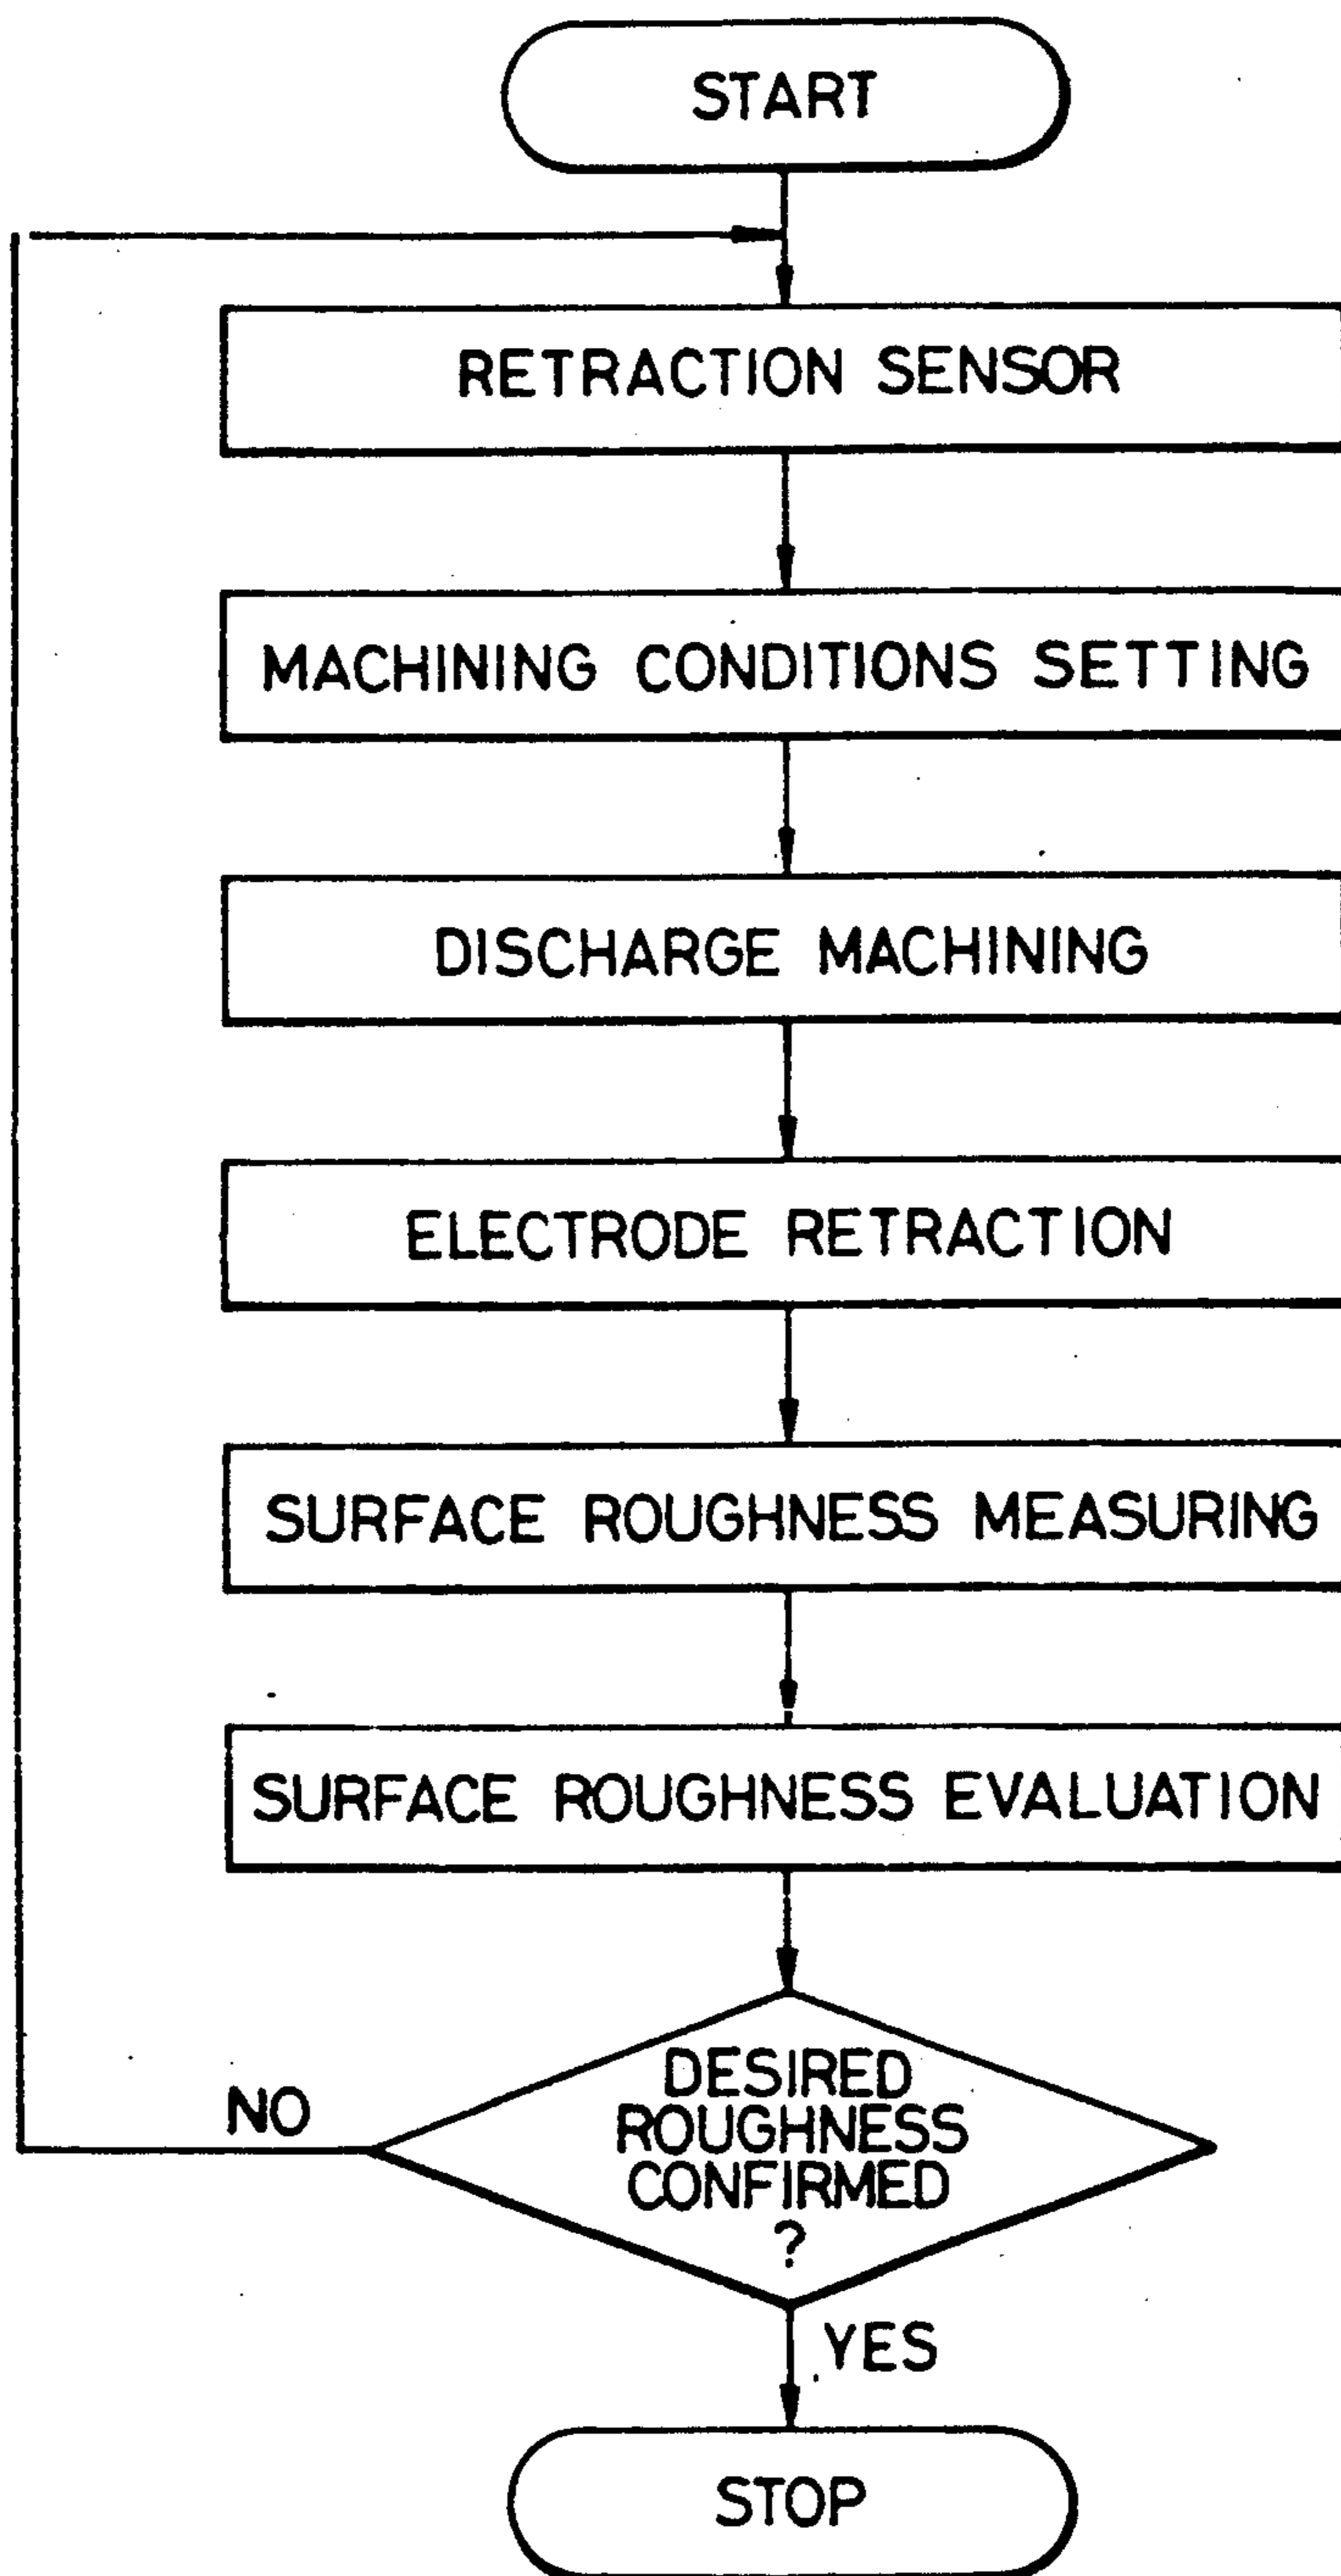 START
RETRACTION SENSOR
MACHINING CONDITIONS SETTING
DISCHARGE MACHINING
ELECTRODE RETRACTION
SURFACE ROUGHNESS MEASURING
SURFACE ROUGHNESS EVALUATION
DESIRED
ROUGHNESS
CONFIRMED
?
NO
YES
STOP